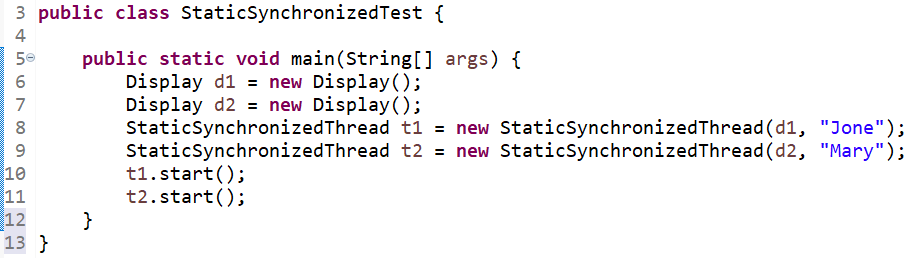 3 public class StaticSynchronizedTest {
4
5 public static void main(String[] args) {
6 Display d1 = new Display();
7 Display d2 = new Display();
8 StaticSynchronizedThread t1 = new StaticSynchronizedThread(d1, "Jone");
9 StaticSynchronizedThread t2 = new StaticSynchronizedThread(d2, "Mary");
10 t1.start();
11 t2.start();
12 }
13 }